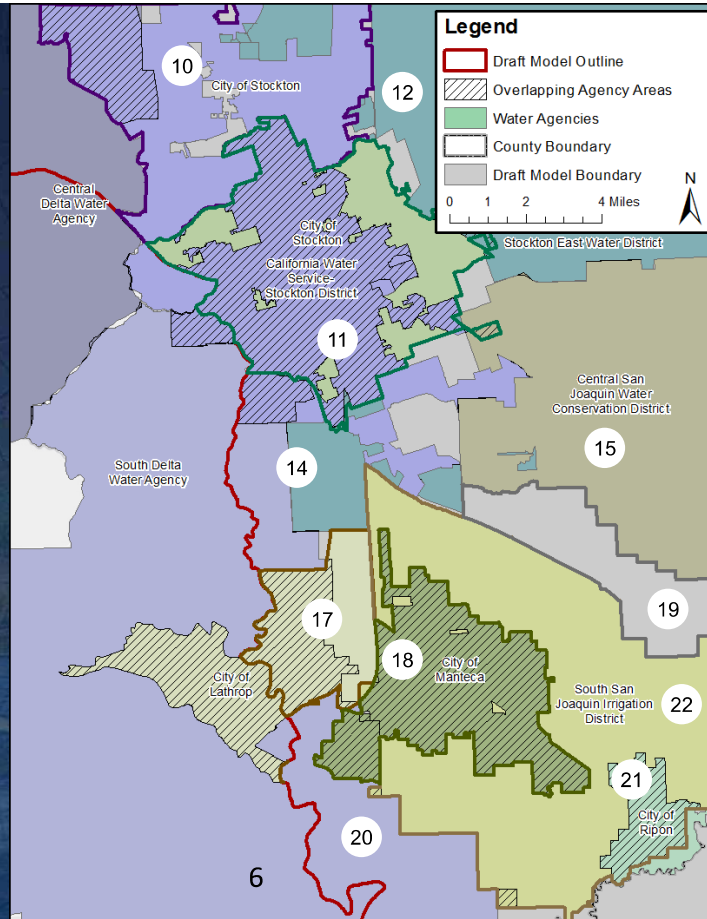 Legend
Draft Model Outline
Overlapping Agency Areas
Water Agencies
County Boundary
Draft Model Boundary
0 1 2 4 Miles
N
10
City of Stockton
12
Central
Delta Water
Agency
City of
Stockton
California Water
Service-
Stockton District
Stockton East Water District
11
Central San
Joaquin Water
Conservation District
15
South Delta
Water Agency
14
17
19
18
City of
Manteca
City of
Lathrop
South San
Joaquin Irrigation
District
22
21
City of
Ripon
20
6